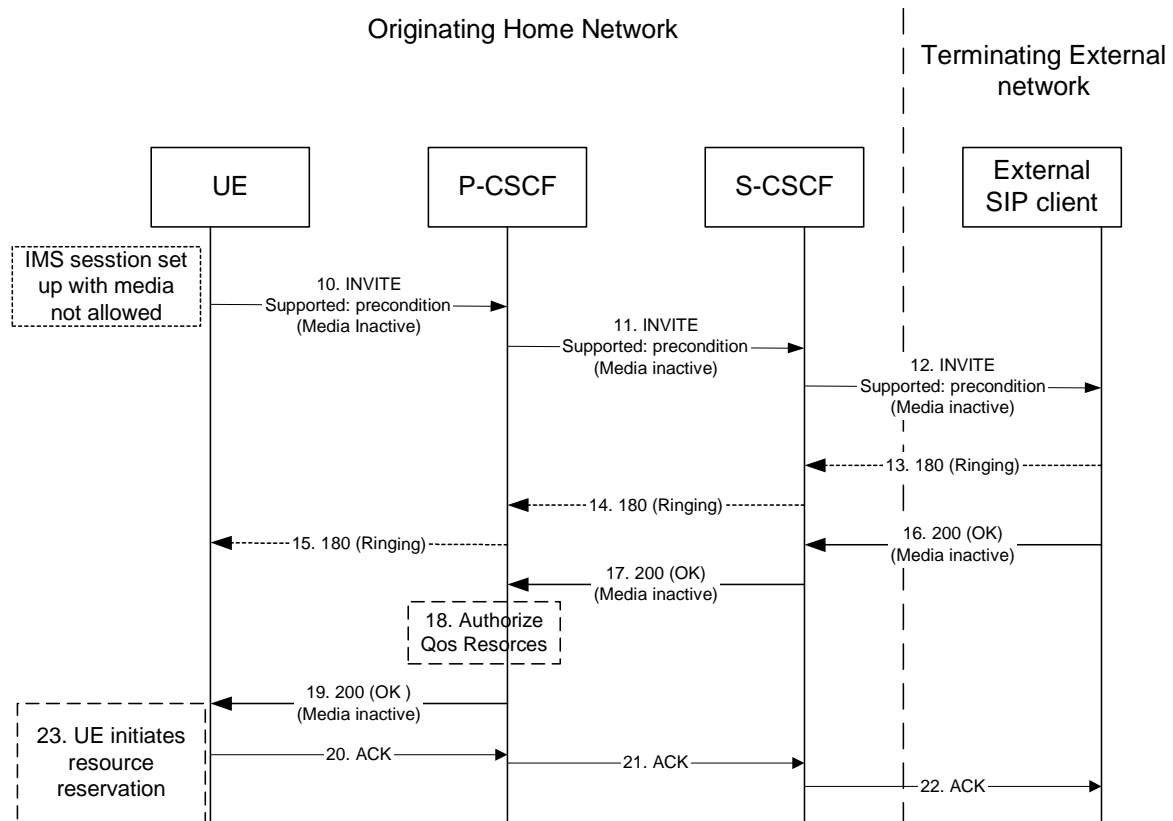 Originating Home Network
Terminating External
network
UE
P-CSCF
S-CSCF
External
SIP client
IMS sesstion set
up with media
not allowed
10. INVITE
Supported: precondition
(Media Inactive)
11. INVITE
Supported: precondition
(Media inactive)
12. INVITE
Supported: precondition
(Media inactive)
13. 180 (Ringing)
14. 180 (Ringing)
15. 180 (Ringing)
16. 200 (OK)
(Media inactive)
17. 200 (OK)
(Media inactive)
18. Authorize
Qos Resorces
19. 200 (OK )
(Media inactive)
23. UE initiates
resource
reservation
20. ACK
21. ACK
22. ACK